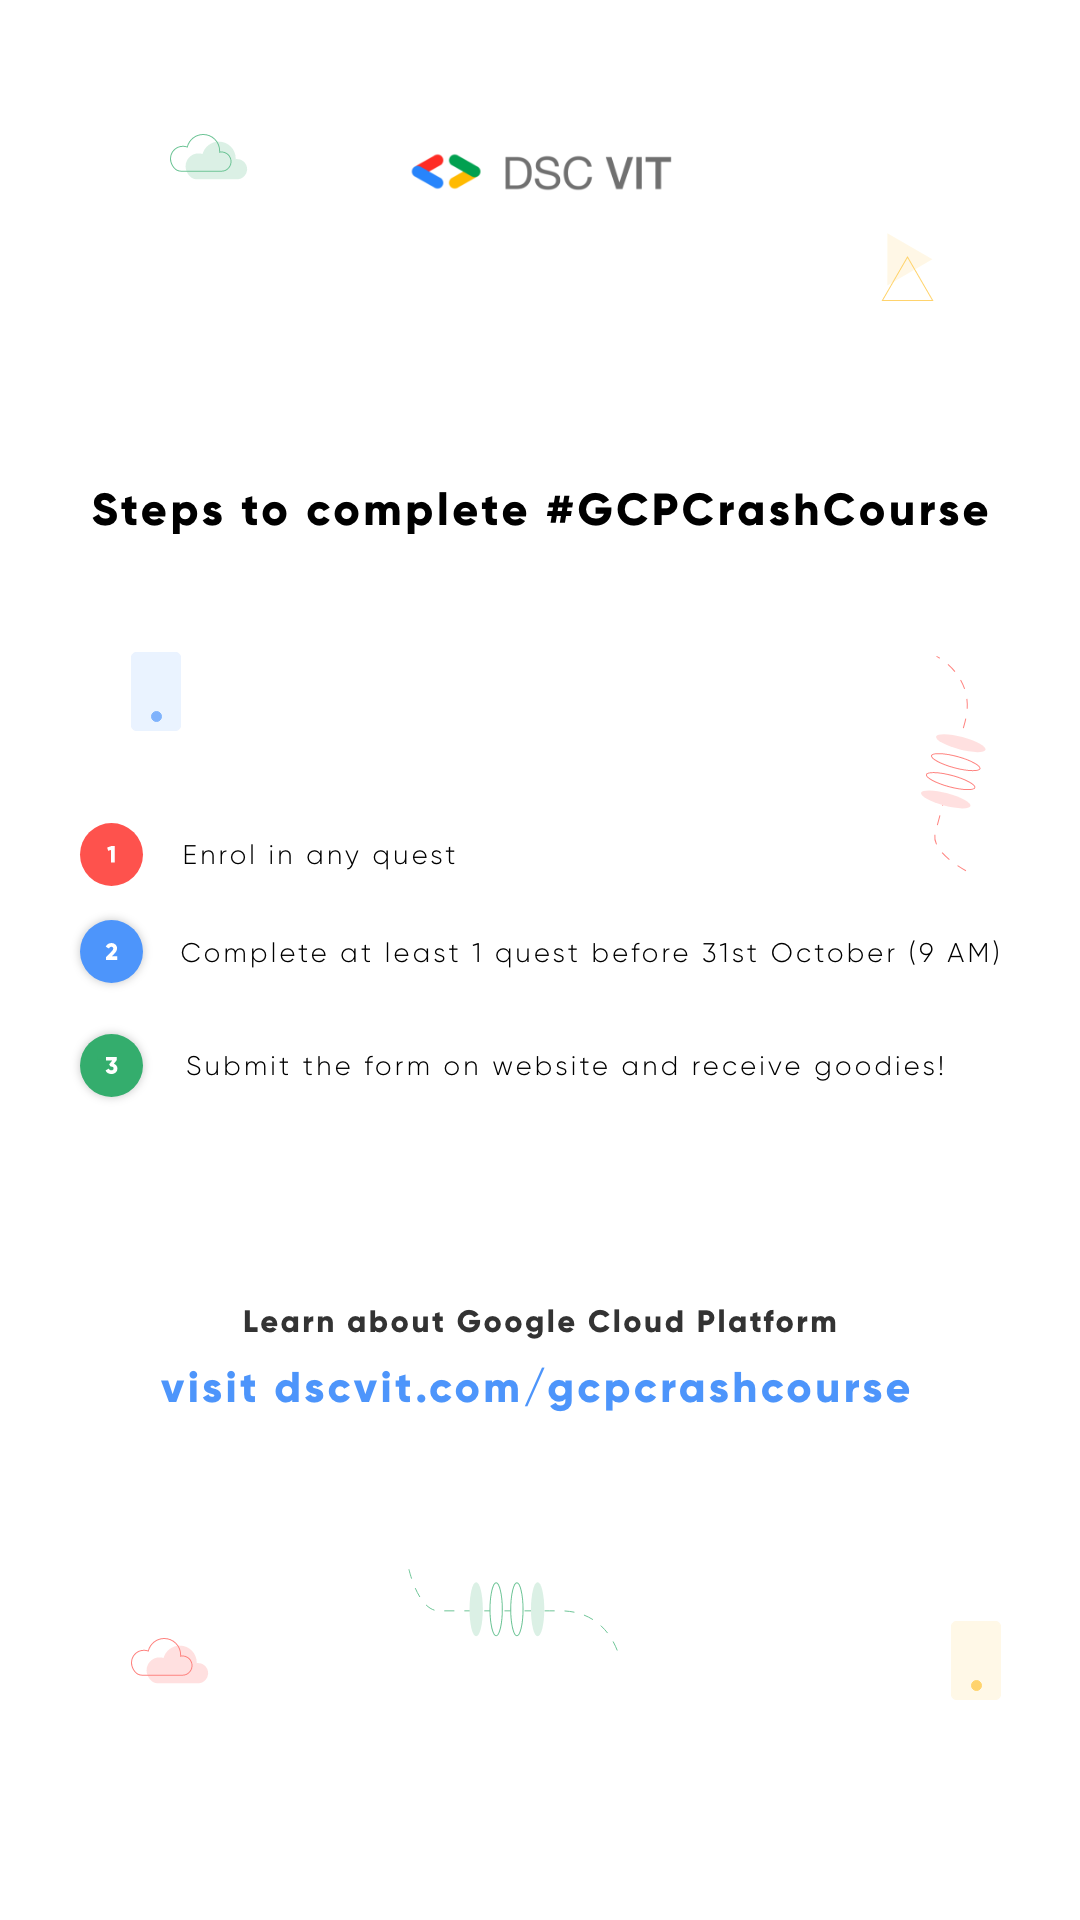 DSC VIT
Steps to complete #GCPCrashCourse
1 Enrol in any quest
2 Complete at least 1 quest before 31st October (9 AM)
3 Submit the form on website and receive goodies!
Learn about Google Cloud Platform
visit dscvit.com/gcpcrashcourse